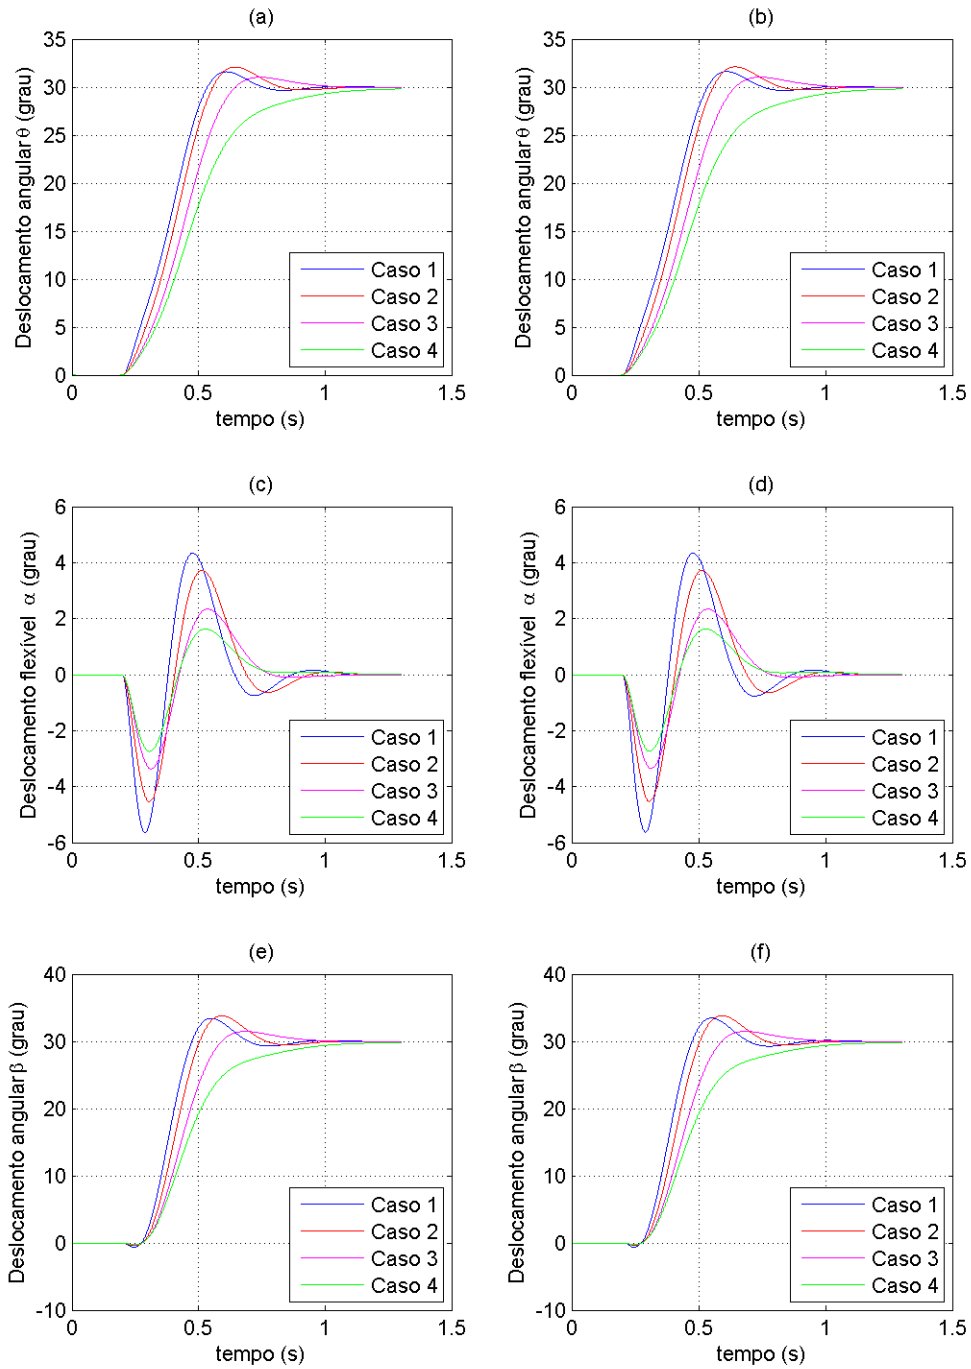 (a)
35
30
25
20
15
10
5
0
0
0.5
1
1.5
Deslocamento angular θ (grau)
tempo (s)
Caso 1
Caso 2
Caso 3
Caso 4
(b)
35
30
25
20
15
10
5
0
0
0.5
1
1.5
Deslocamento angular θ (grau)
tempo (s)
Caso 1
Caso 2
Caso 3
Caso 4
(c)
6
4
2
0
-2
-4
-6
0
0.5
1
1.5
Deslocamento flexível α (grau)
tempo (s)
Caso 1
Caso 2
Caso 3
Caso 4
(d)
6
4
2
0
-2
-4
-6
0
0.5
1
1.5
Deslocamento flexível α (grau)
tempo (s)
Caso 1
Caso 2
Caso 3
Caso 4
(e)
40
30
20
10
0
-10
0
0.5
1
1.5
Deslocamento angular β (grau)
tempo (s)
Caso 1
Caso 2
Caso 3
Caso 4
(f)
40
30
20
10
0
-10
0
0.5
1
1.5
Deslocamento angular β (grau)
tempo (s)
Caso 1
Caso 2
Caso 3
Caso 4